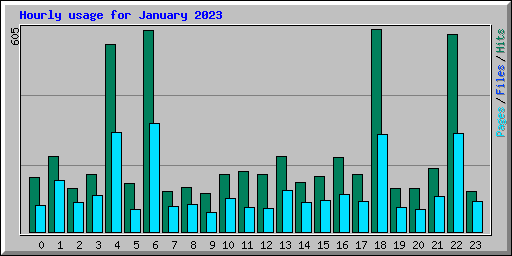 Hourly usage for January 2023
605
Pages/Files/Hits
0 1 2 3 4 5 6 7 8 9 10 11 12 13 14 15 16 17 18 19 20 21 22 23